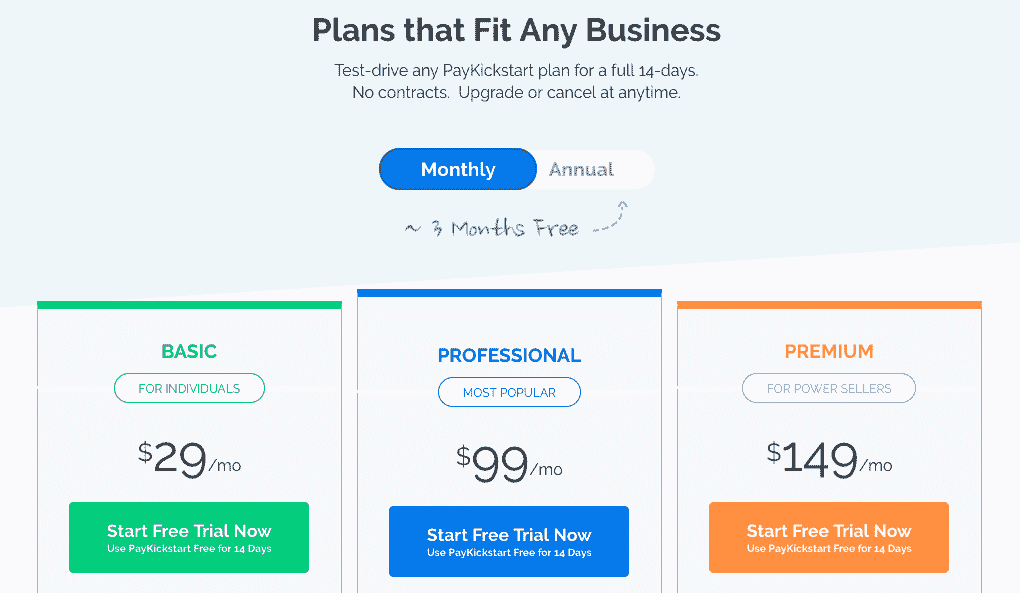 Plans that Fit Any Business
Test-drive any PayKickstart plan for a full 14-days.
No contracts. Upgrade or cancel at anytime.
Monthly
Annual
~ 3 Months Free
BASIC
FOR INDIVIDUALS
$29/mo
Start Free Trial Now
Use PayKickstart Free for 14 Days
PROFESSIONAL
MOST POPULAR
$99/mo
Start Free Trial Now
Use PayKickstart Free for 14 Days
PREMIUM
FOR POWER SELLERS
$149/mo
Start Free Trial Now
Use PayKickstart Free for 14 Days